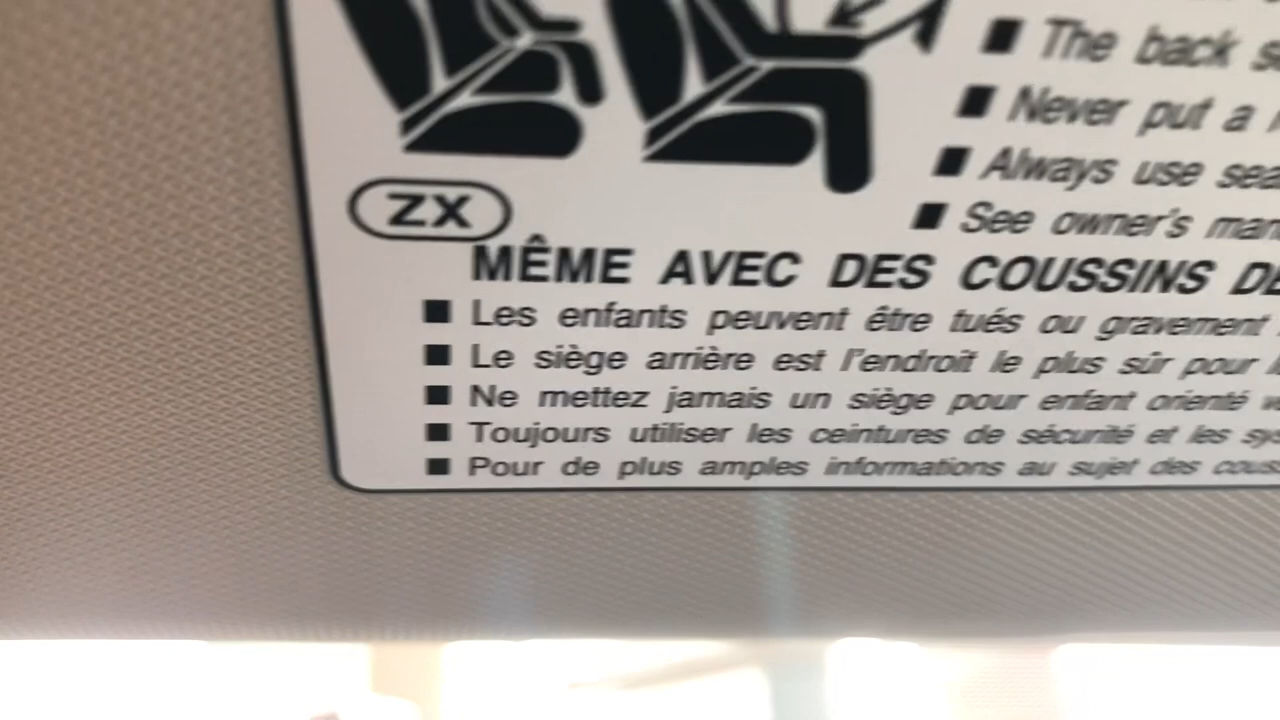 The back
Never put a
Always use
See owner's
ZX
MÊME AVEC DES COUSSINS
Les enfants peuvent être tués ou gravement
Le siège arrière est l'endroit le plus sûr pour
Ne mettez jamais un siège pour enfant orienté
Toujours utiliser les ceintures de sécurité et les
Pour de plus amples informations au sujet des